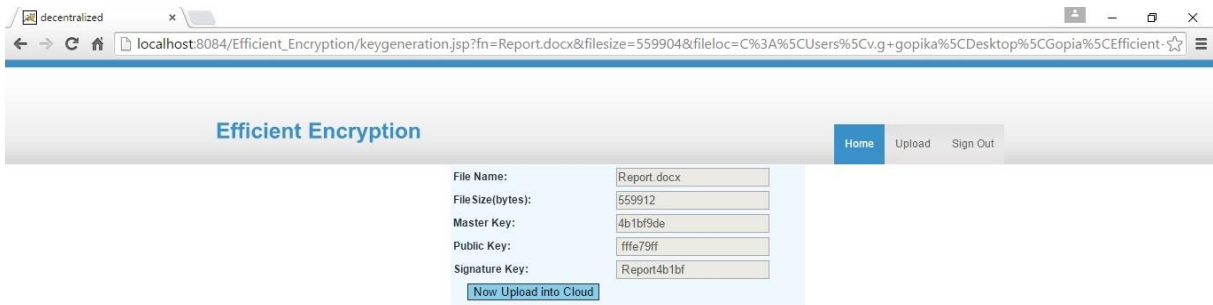 decentralized
localhost:8084/Efficient_Encryption/keygeneration.jsp?fn=Report.docx&filesize=559904&fileloc=C%3A%5CUsers%5Cv.g+gopika%5CDesktop%5CGopia%5CEfficient-
Efficient Encryption
Home Upload Sign Out
File Name: Report.docx
FileSize(bytes): 559912
Master Key: 4b1bf9de
Public Key: fffe79ff
Signature Key: Report4b1bf
Now Upload into Cloud